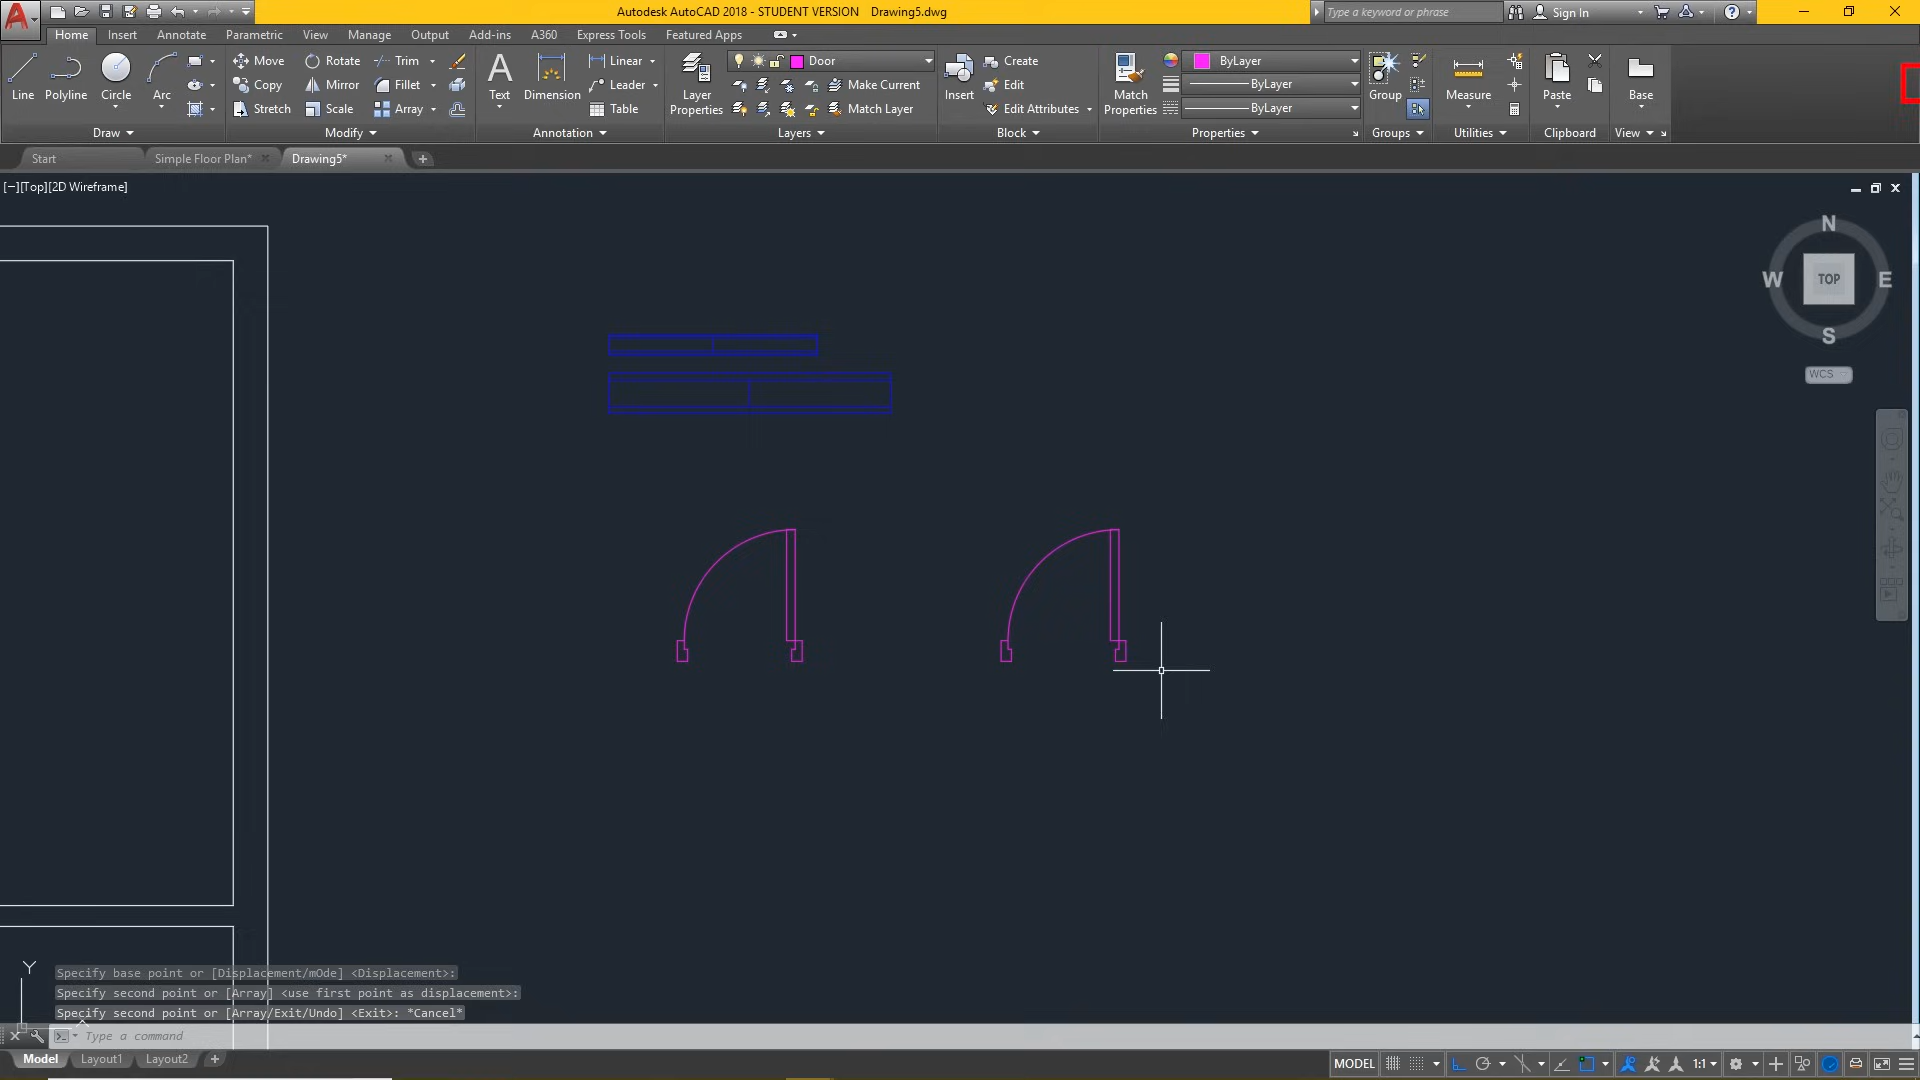 Autodesk AutoCAD 2018 - STUDENT VERSION Drawing5.dwg
Type a keyword or phrase
Sign In
Home Insert Annotate Parametric View Manage Output Add-ins A360 Express Tools Featured Apps
Line Polyline Circle Arc
Draw
Move Rotate Trim
Copy Mirror Fillet
Stretch Scale Array
Modify
Text Dimension
Linear
Leader
Table
Annotation
Layer Properties
Door
Make Current
Match Layer
Layers
Insert
Create
Edit
Edit Attributes
Block
Match Properties
ByLayer
ByLayer
ByLayer
Properties
Group
Groups
Measure
Utilities
Paste
Clipboard
Base
View
Start Simple Floor Plan* Drawing5*
[−][Top][2D Wireframe]
N
W TOP E
S
WCS
Y
Specify base point or [Displacement/mOde] <Displacement>:
Specify second point or [Array] <use first point as displacement>:
Specify second point or [Array/Exit/Undo] <Exit>: *Cancel*
Type a command
Model Layout1 Layout2
MODEL 1:1